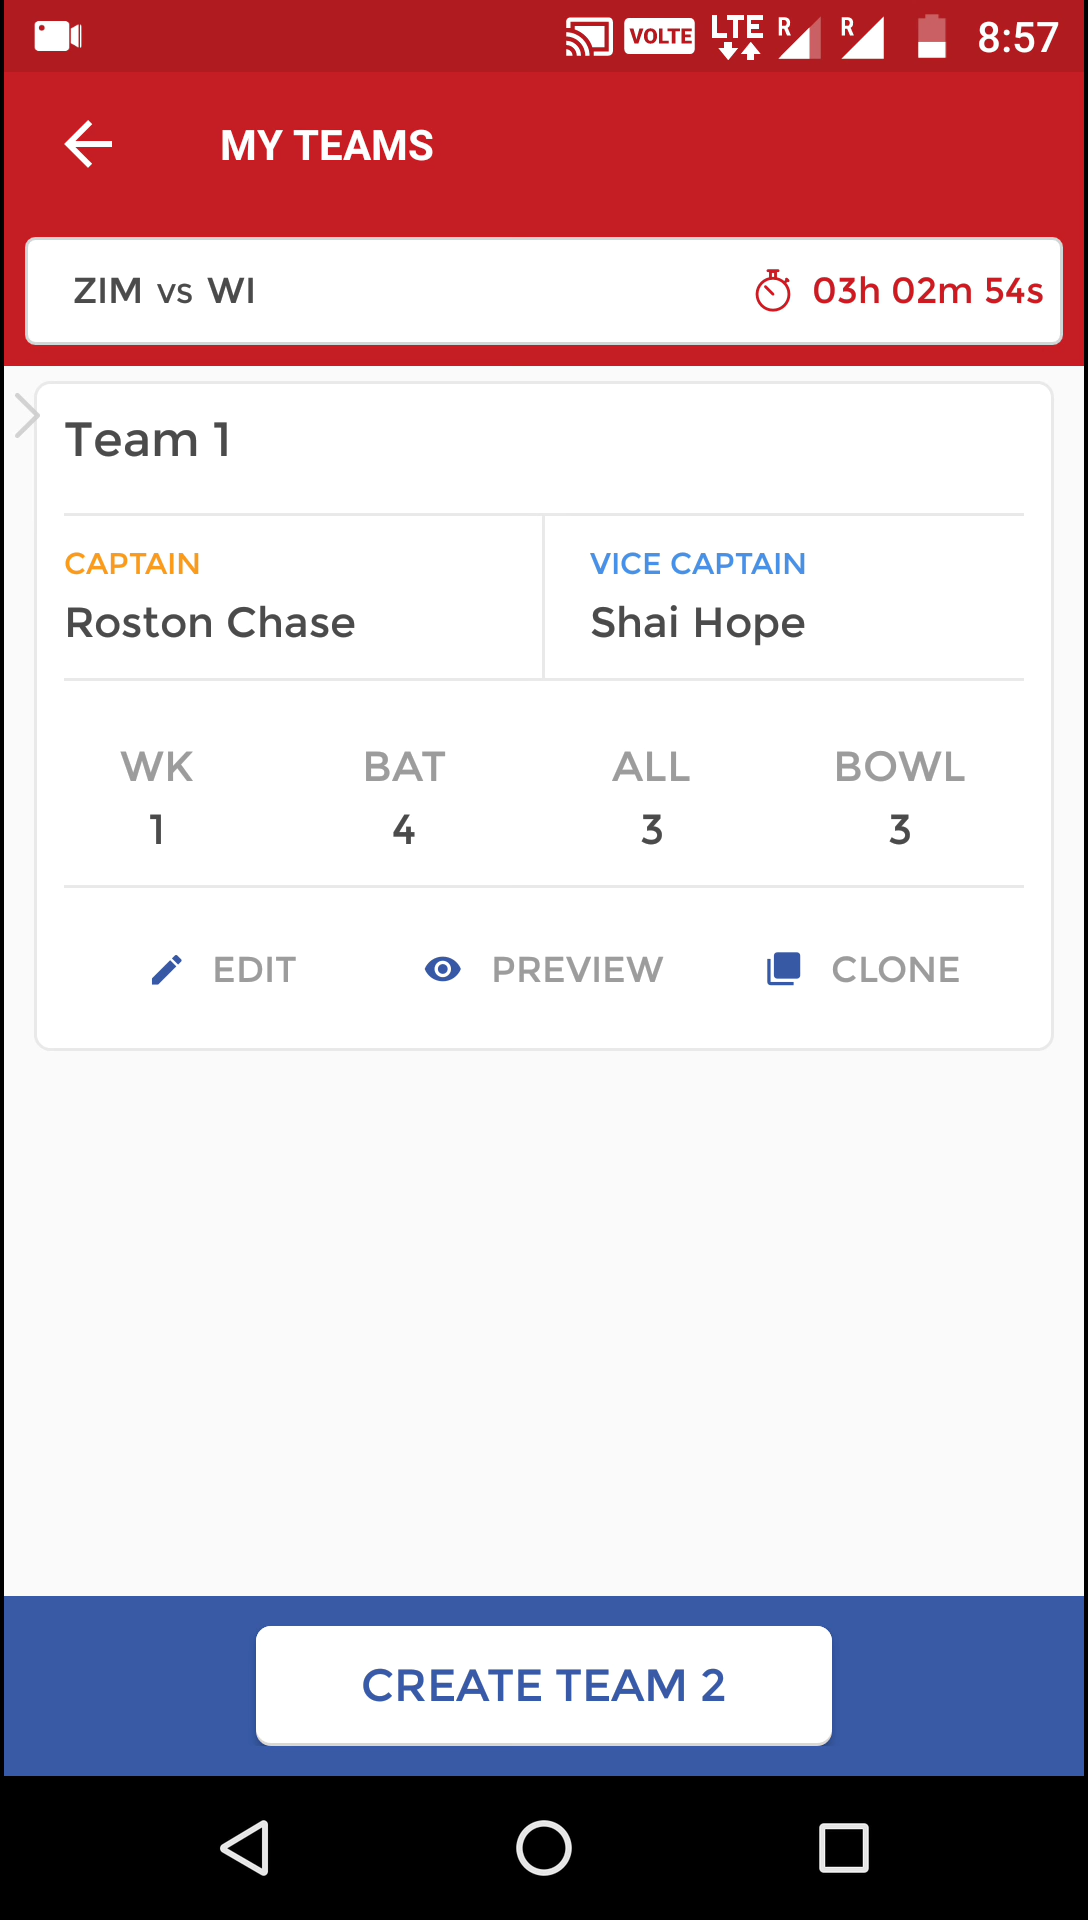 VOLTE LTE R R 8:57
MY TEAMS
ZIM vs WI 03h 02m 54s
Team 1
CAPTAIN VICE CAPTAIN
Roston Chase Shai Hope
WK BAT ALL BOWL
1 4 3 3
EDIT PREVIEW CLONE
CREATE TEAM 2